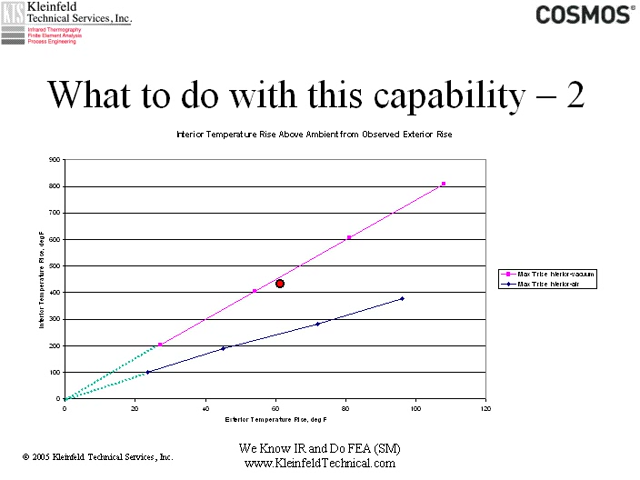 KTS
Kleinfeld
Technical Services, Inc.
Infrared Thermography
Finite Element Analysis
Process Engineering
COSMOS®
What to do with this capability – 2
Interior Temperature Rise Above Ambient from Observed Exterior Rise
Interior Temperature Rise, deg F
900
800
700
600
500
400
300
200
100
0
0 20 40 60 80 100 120
Exterior Temperature Rise, deg F
Max Trise Interior-vacuum
Max Trise Interior-air
© 2005 Kleinfeld Technical Services, Inc.
We Know IR and Do FEA (SM)
www.KleinfeldTechnical.com